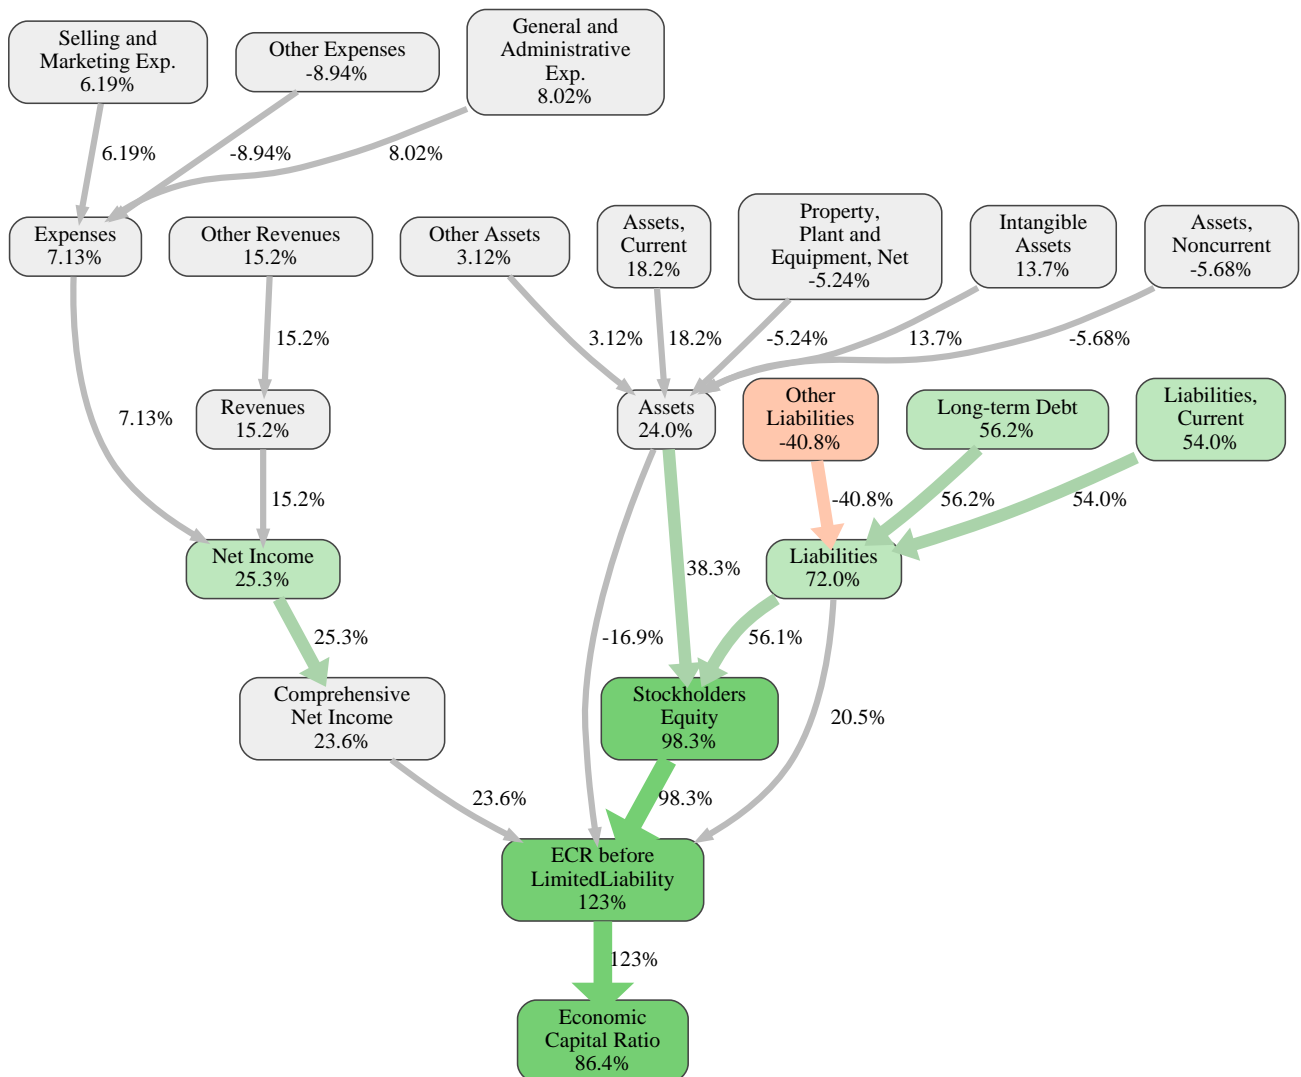 Selling and
Marketing Exp.
6.19%
Other Expenses
-8.94%
General and
Administrative
Exp.
8.02%
6.19%
-8.94%
8.02%
Expenses
7.13%
Other Revenues
15.2%
Other Assets
3.12%
Assets,
Current
18.2%
Property,
Plant and
Equipment, Net
-5.24%
Intangible
Assets
13.7%
Assets,
Noncurrent
-5.68%
15.2%
3.12%
18.2%
-5.24%
13.7%
-5.68%
7.13%
Revenues
15.2%
Assets
24.0%
Other
Liabilities
-40.8%
Long-term Debt
56.2%
Liabilities,
Current
54.0%
15.2%
-40.8%
56.2%
54.0%
Net Income
25.3%
38.3%
Liabilities
72.0%
25.3%
-16.9%
56.1%
Comprehensive
Net Income
23.6%
Stockholders
Equity
98.3%
20.5%
23.6%
98.3%
ECR before
LimitedLiability
123%
123%
Economic
Capital Ratio
86.4%